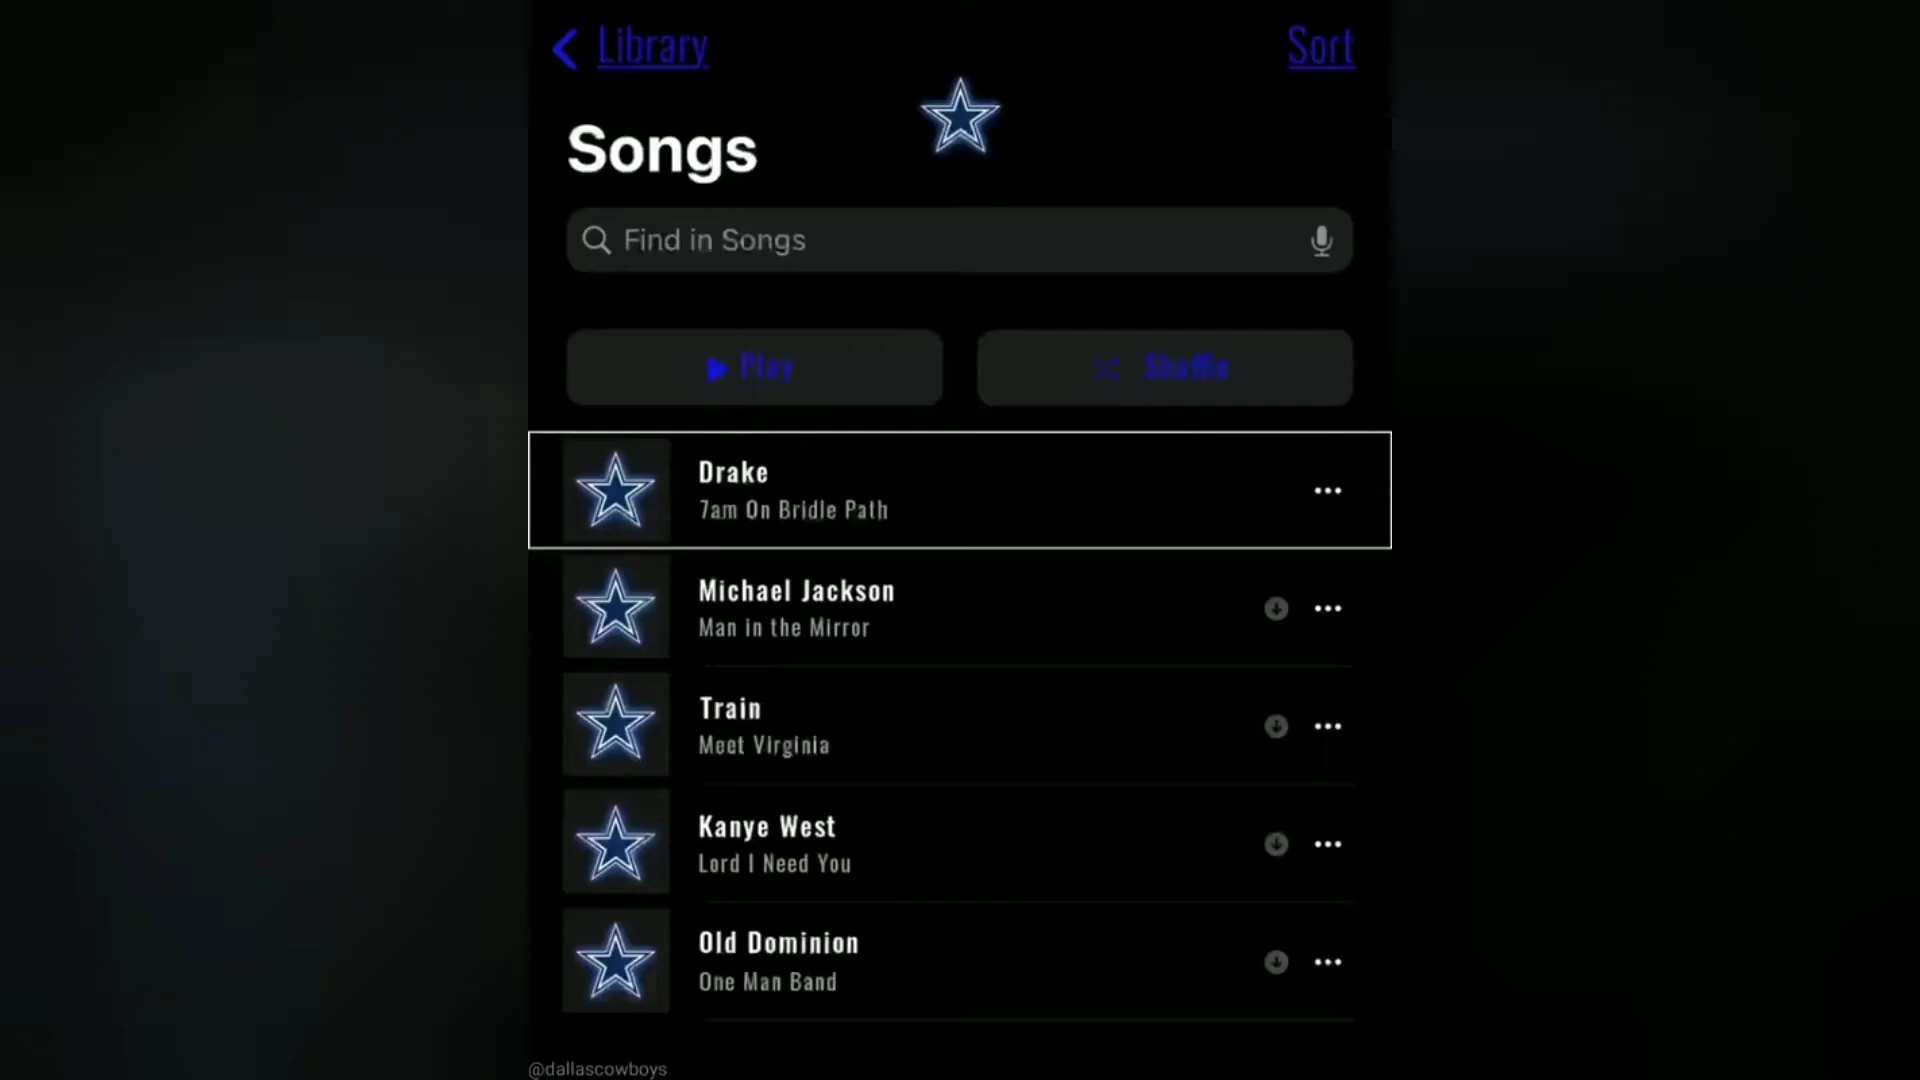 Library
Sort
Songs
Find in Songs
Play
Shuffle
Drake
7am On Bridle Path
Michael Jackson
Man in the Mirror
Train
Meet Virginia
Kanye West
Lord I Need You
Old Dominion
One Man Band
@dallascowboys